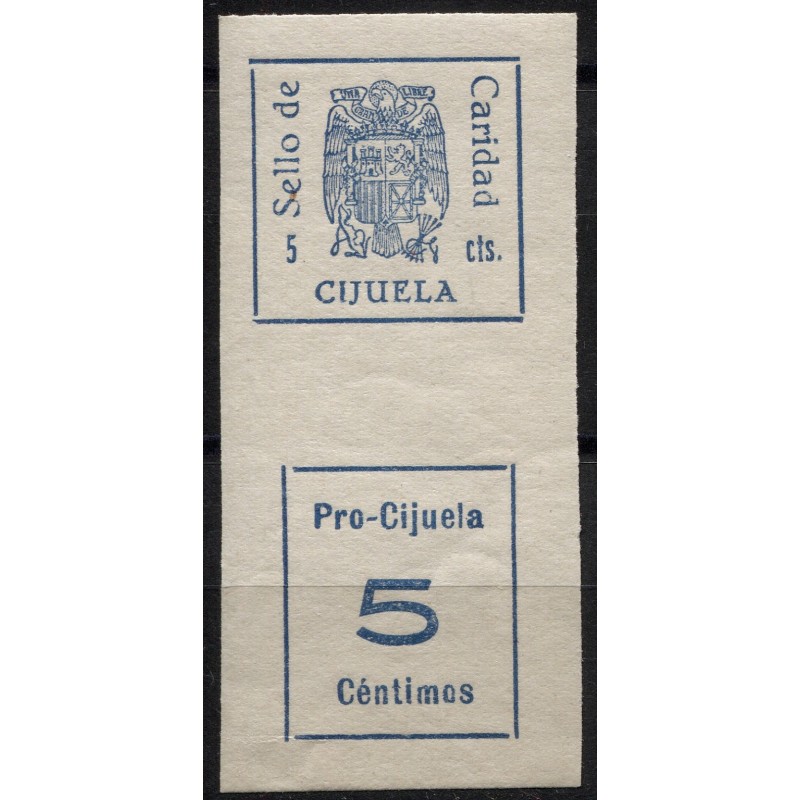 UNA LIBRE
GRANDE
Sello de
Caridad
5 cts.
CIJUELA
Pro-Cijuela
5
Céntimos